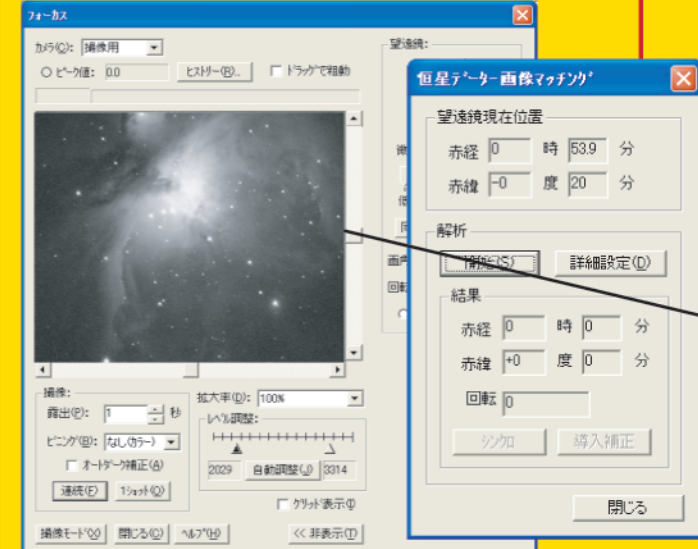 フォーカス
カメラ(C): 撮像用
ピーク値: 0.0 ヒストリー(R).. ドラッグで粗動
撮像:
露出(P): 1 秒
ビニング(B): なし(カラー)
オートダーク補正(A)
連続(E) 1ショット(O)
拡大率(D): 100%
レベル調整:
2029 自動調整(J) 3314
グリッド表示(I)
撮像モード(X) 閉じる(C) ヘルプ(H) << 非表示(T)
望遠鏡:
恒星データー画像マッチング
望遠鏡現在位置
赤経 0 時 53.9 分
赤緯 -0 度 20 分
解析
開始(S) 詳細設定(D)
結果
赤経 0 時 0 分
赤緯 +0 度 0 分
回転 0
シンクロ 導入補正
閉じる